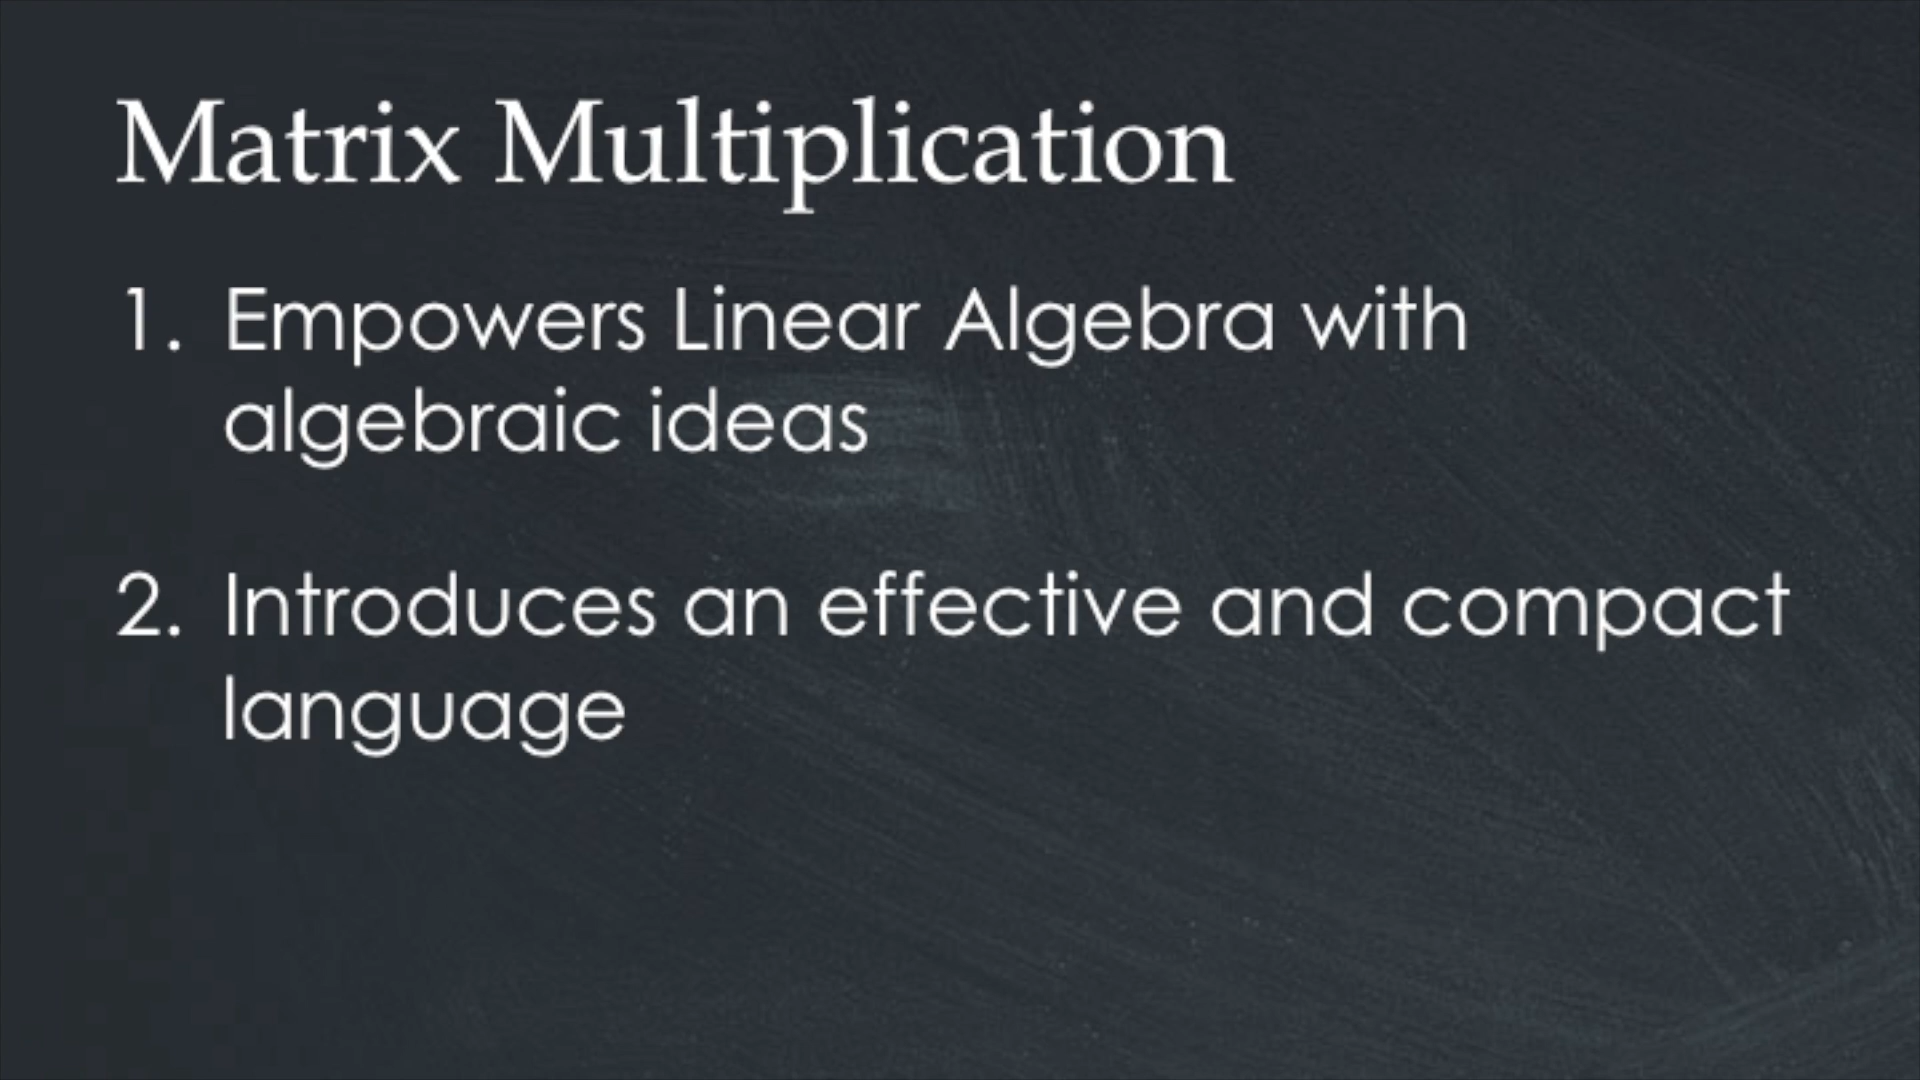 Matrix Multiplication
1. Empowers Linear Algebra with
algebraic ideas
2. Introduces an effective and compact
language